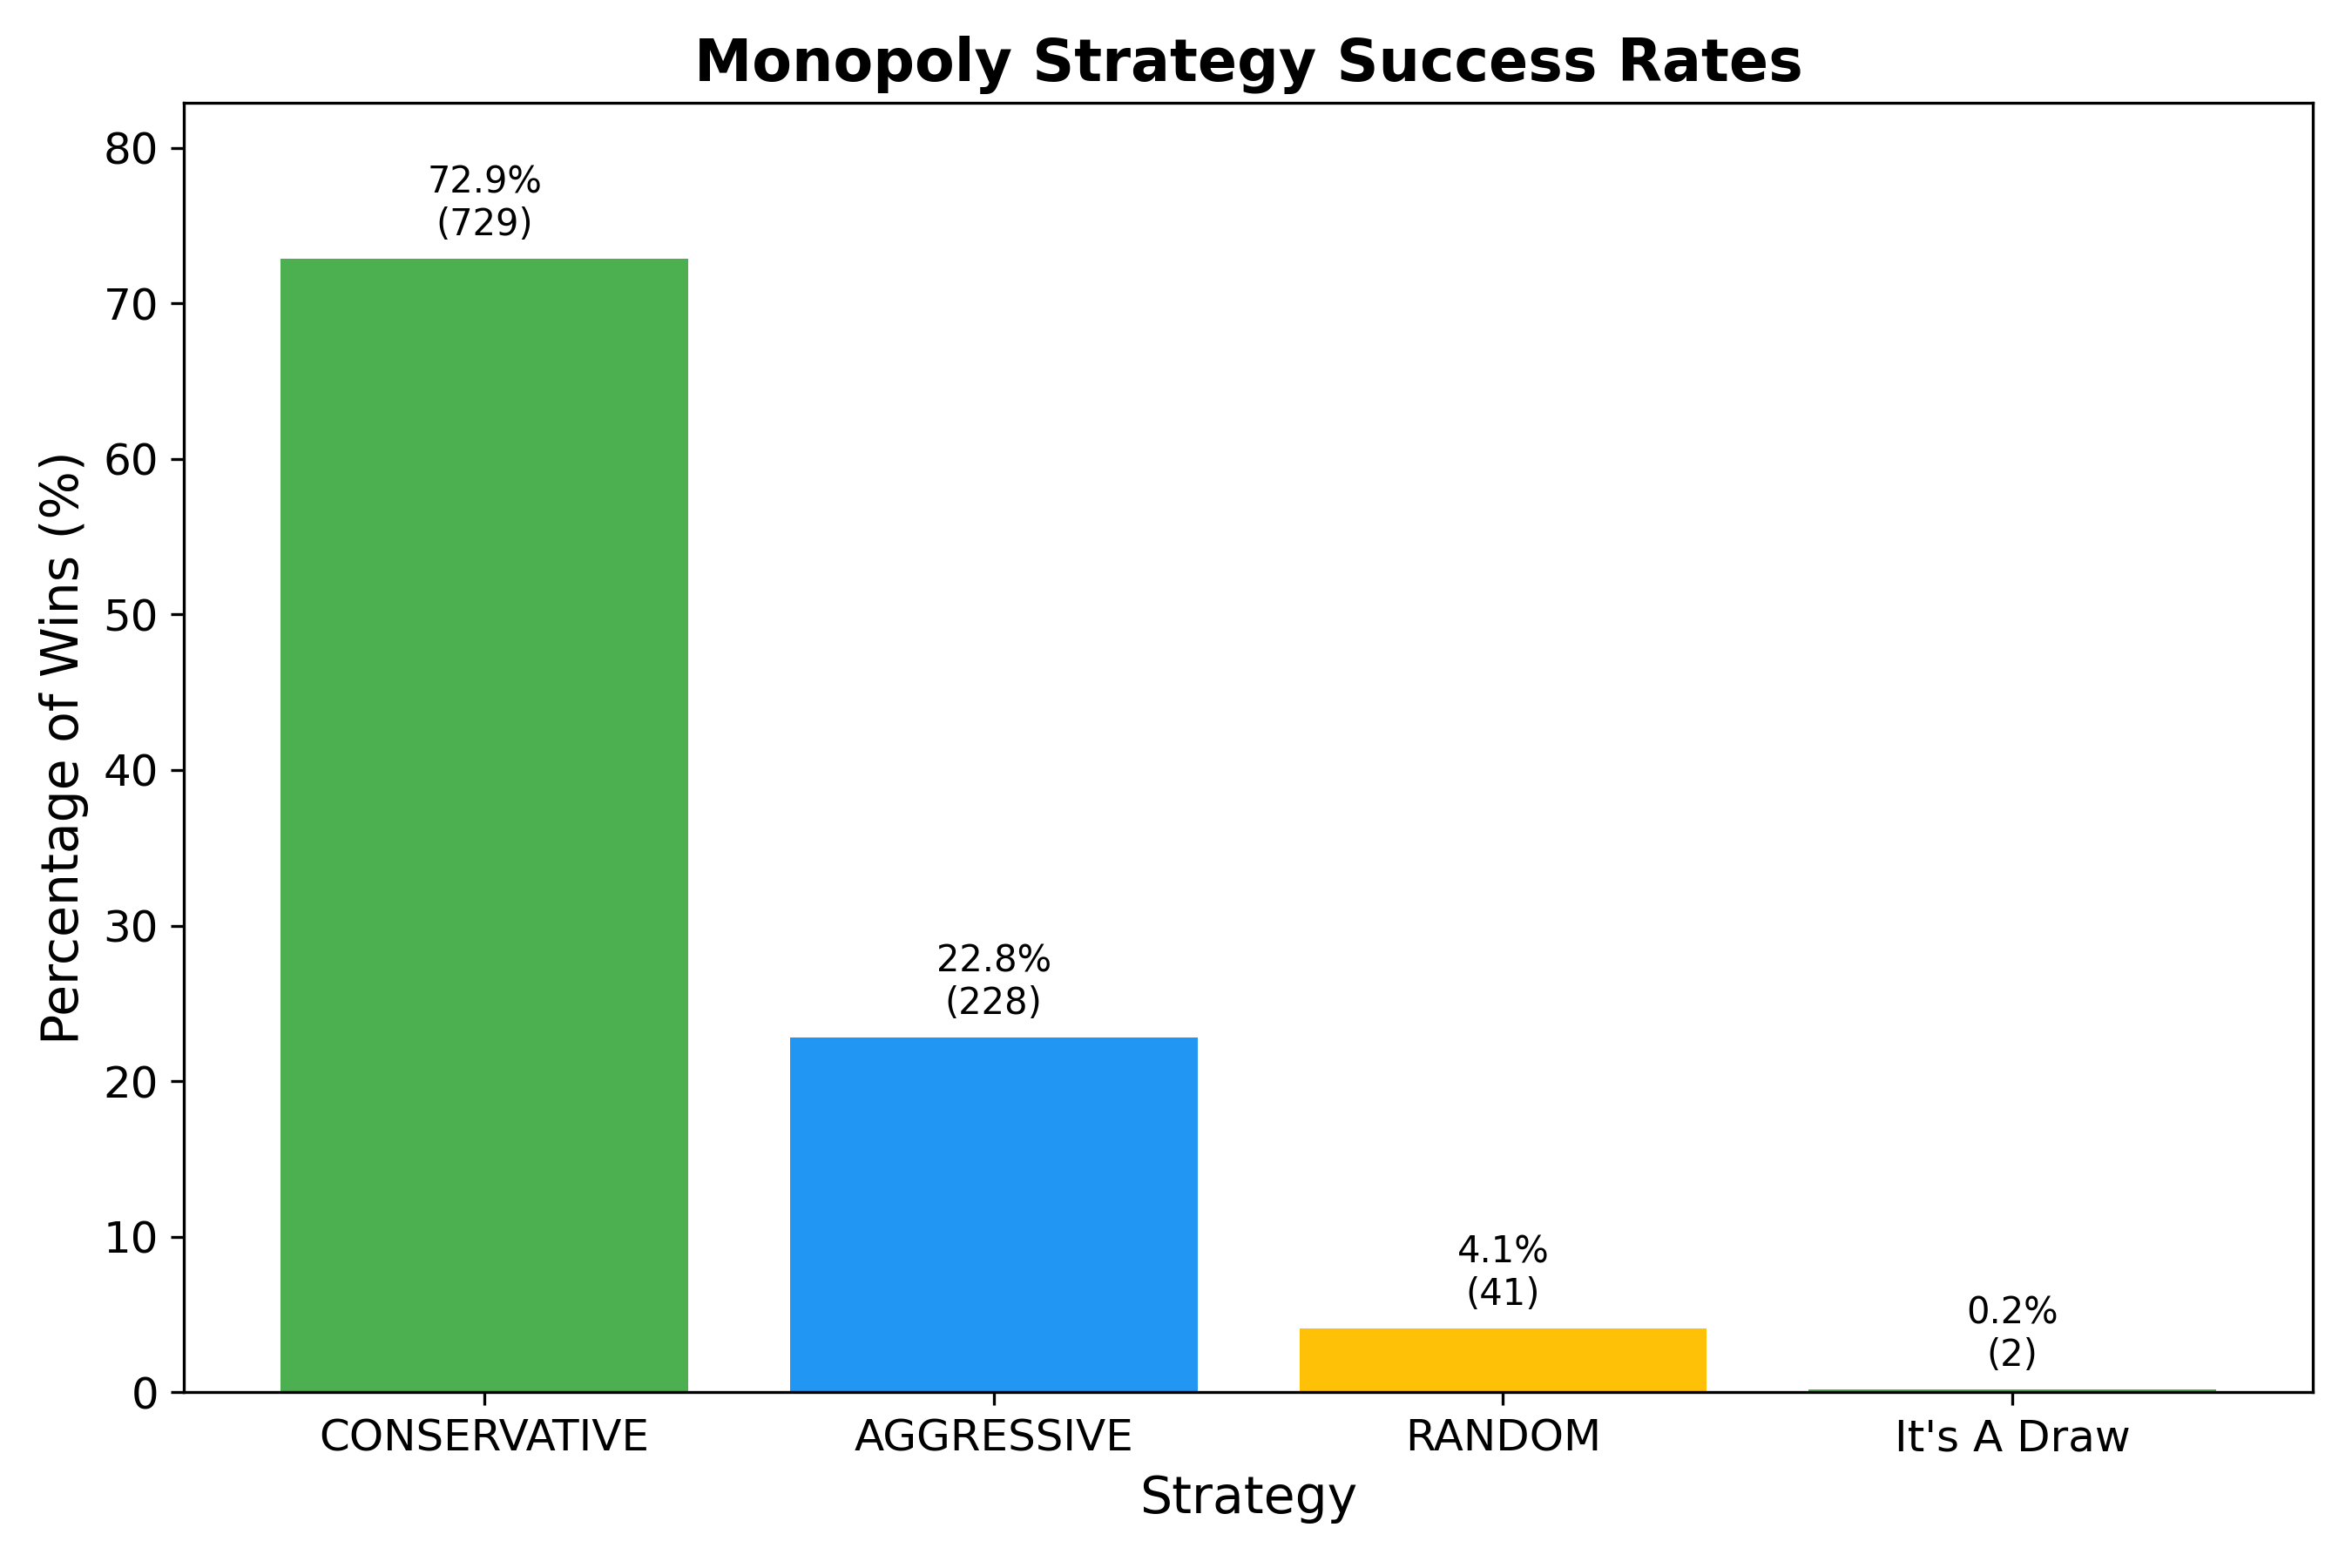 Monopoly Strategy Success Rates
Percentage of Wins (%)
80
70
60
50
40
30
20
10
0
72.9%
(729)
22.8%
(228)
4.1%
(41)
0.2%
(2)
CONSERVATIVE
AGGRESSIVE
RANDOM
It's A Draw
Strategy